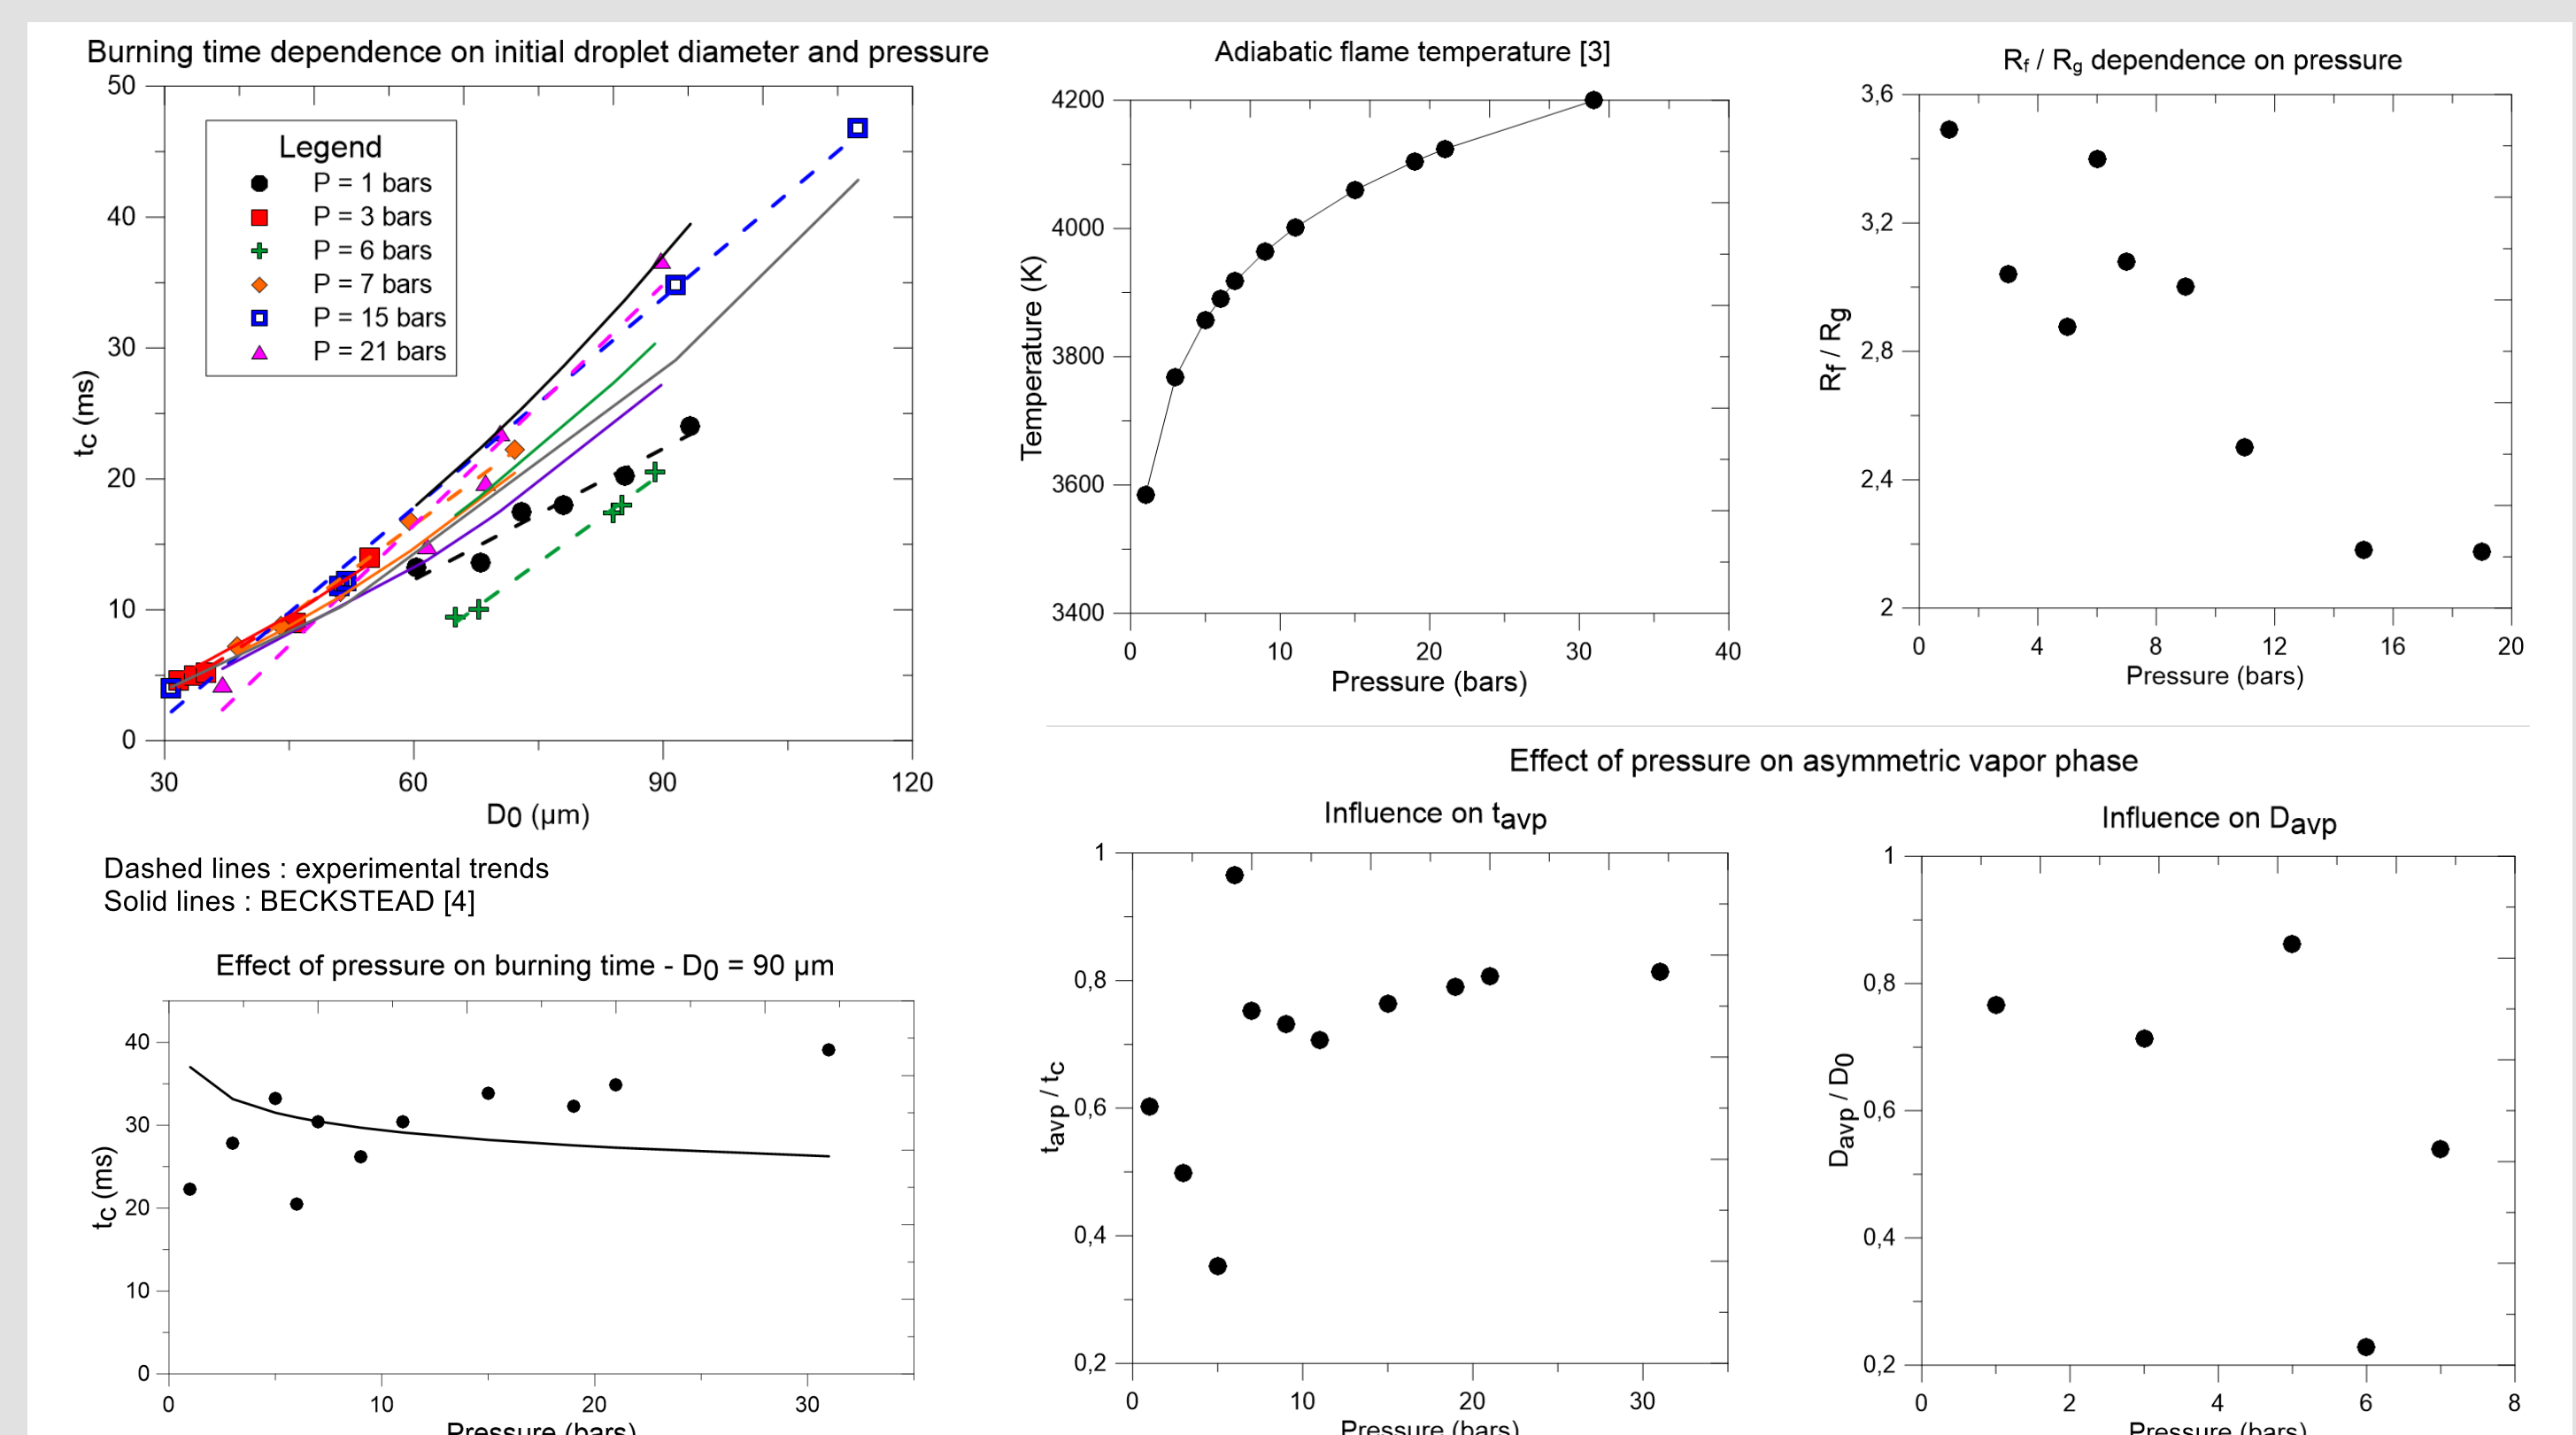 Burning time dependence on initial droplet diameter and pressure
50
40
30
20
10
0
tc (ms)
Legend
P = 1 bars
P = 3 bars
P = 6 bars
P = 7 bars
P = 15 bars
P = 21 bars
30 60 90 120
D0 (µm)
Dashed lines : experimental trends
Solid lines : BECKSTEAD [4]
Effect of pressure on burning time - D0 = 90 µm
40
30
20
10
0
tc (ms)
0 10 20 30
Pressure (bars)
Adiabatic flame temperature [3]
4200
4000
3800
3600
3400
Temperature (K)
0 10 20 30 40
Pressure (bars)
Rf / Rg dependence on pressure
3,6
3,2
2,8
2,4
2
Rf / Rg
0 4 8 12 16 20
Pressure (bars)
Effect of pressure on asymmetric vapor phase
Influence on tavp
1
0,8
0,6
0,4
0,2
tavp / tc
0 10 20 30
Pressure (bars)
Influence on Davp
1
0,8
0,6
0,4
0,2
Davp / D0
0 2 4 6 8
Pressure (bars)